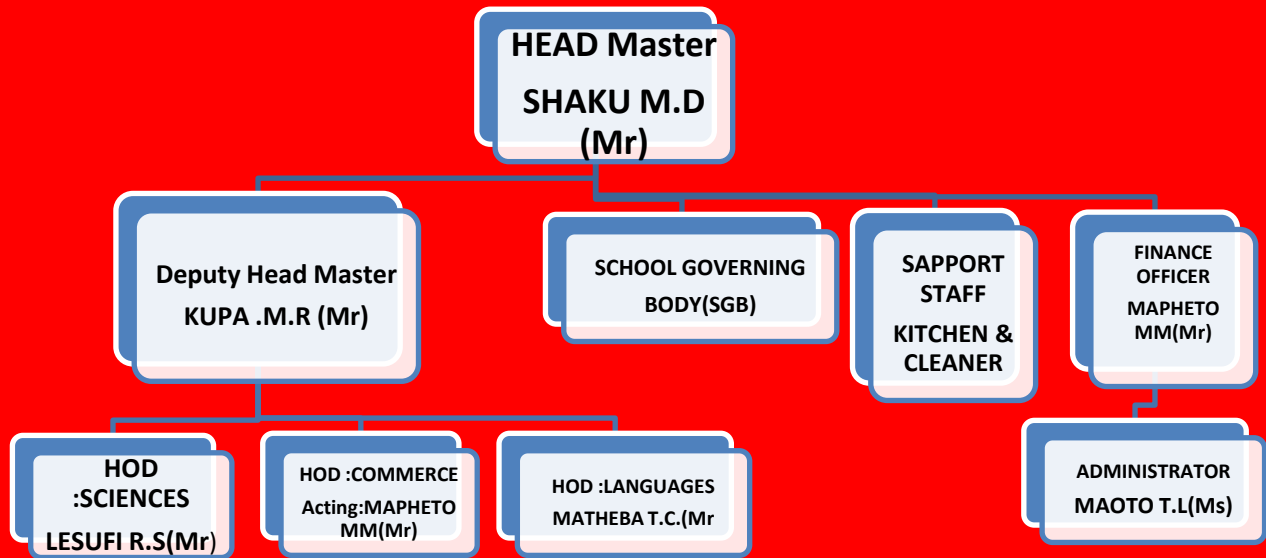 HEAD Master
SHAKU M.D
(Mr)
Deputy Head Master
KUPA .M.R (Mr)
SCHOOL GOVERNING
BODY(SGB)
SAPPORT
STAFF
KITCHEN &
CLEANER
FINANCE
OFFICER
MAPHETO
MM(Mr)
HOD
:SCIENCES
LESUFI R.S(Mr)
HOD :COMMERCE
Acting:MAPHETO
MM(Mr)
HOD :LANGUAGES
MATHEBA T.C.(Mr
ADMINISTRATOR
MAOTO T.L(Ms)